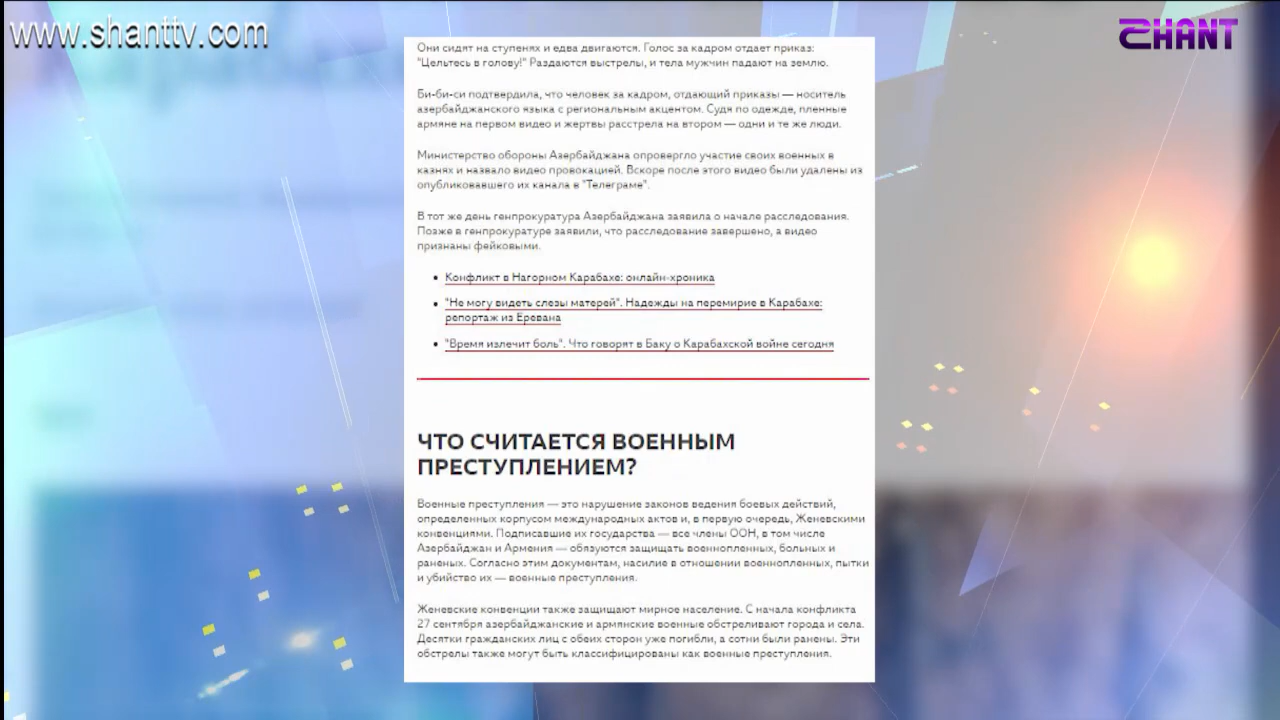 www.shanttv.com
SHANT
Они сидят на ступенях и едва двигаются. Голос за кадром отдает приказ:
"Цельтесь в голову!" Раздаются выстрелы, и тела мужчин падают на землю.
Би-би-си подтвердила, что человек за кадром, отдающий приказы — носитель
азербайджанского языка с региональным акцентом. Судя по одежде, пленные
армяне на первом видео и жертвы расстрела на втором — одни и те же люди.
Министерство обороны Азербайджана опровергло участие своих военных в
казнях и назвало видео провокацией. Вскоре после этого видео были удалены из
опубликовавшего их канала в "Телеграме".
В тот же день генпрокуратура Азербайджана заявила о начале расследования.
Позже в генпрокуратуре заявили, что расследование завершено, а видео
признаны фейковыми.
• Конфликт в Нагорном Карабахе: онлайн-хроника
• "Не могу видеть слезы матерей". Надежды на перемирие в Карабахе:
репортаж из Еревана
• "Время излечит боль". Что говорят в Баку о Карабахской войне сегодня
ЧТО СЧИТАЕТСЯ ВОЕННЫМ
ПРЕСТУПЛЕНИЕМ?
Военные преступления — это нарушение законов ведения боевых действий,
определенных корпусом международных актов и, в первую очередь, Женевскими
конвенциями. Подписавшие их государства — все члены ООН, в том числе
Азербайджан и Армения — обязуются защищать военнопленных, больных и
раненых. Согласно этим документам, насилие в отношении военнопленных, пытки
и убийство их — военные преступления.
Женевские конвенции также защищают мирное население. С начала конфликта
27 сентября азербайджанские и армянские военные обстреливают города и села.
Десятки гражданских лиц с обеих сторон уже погибли, а сотни были ранены. Эти
обстрелы также могут быть классифицированы как военные преступления.